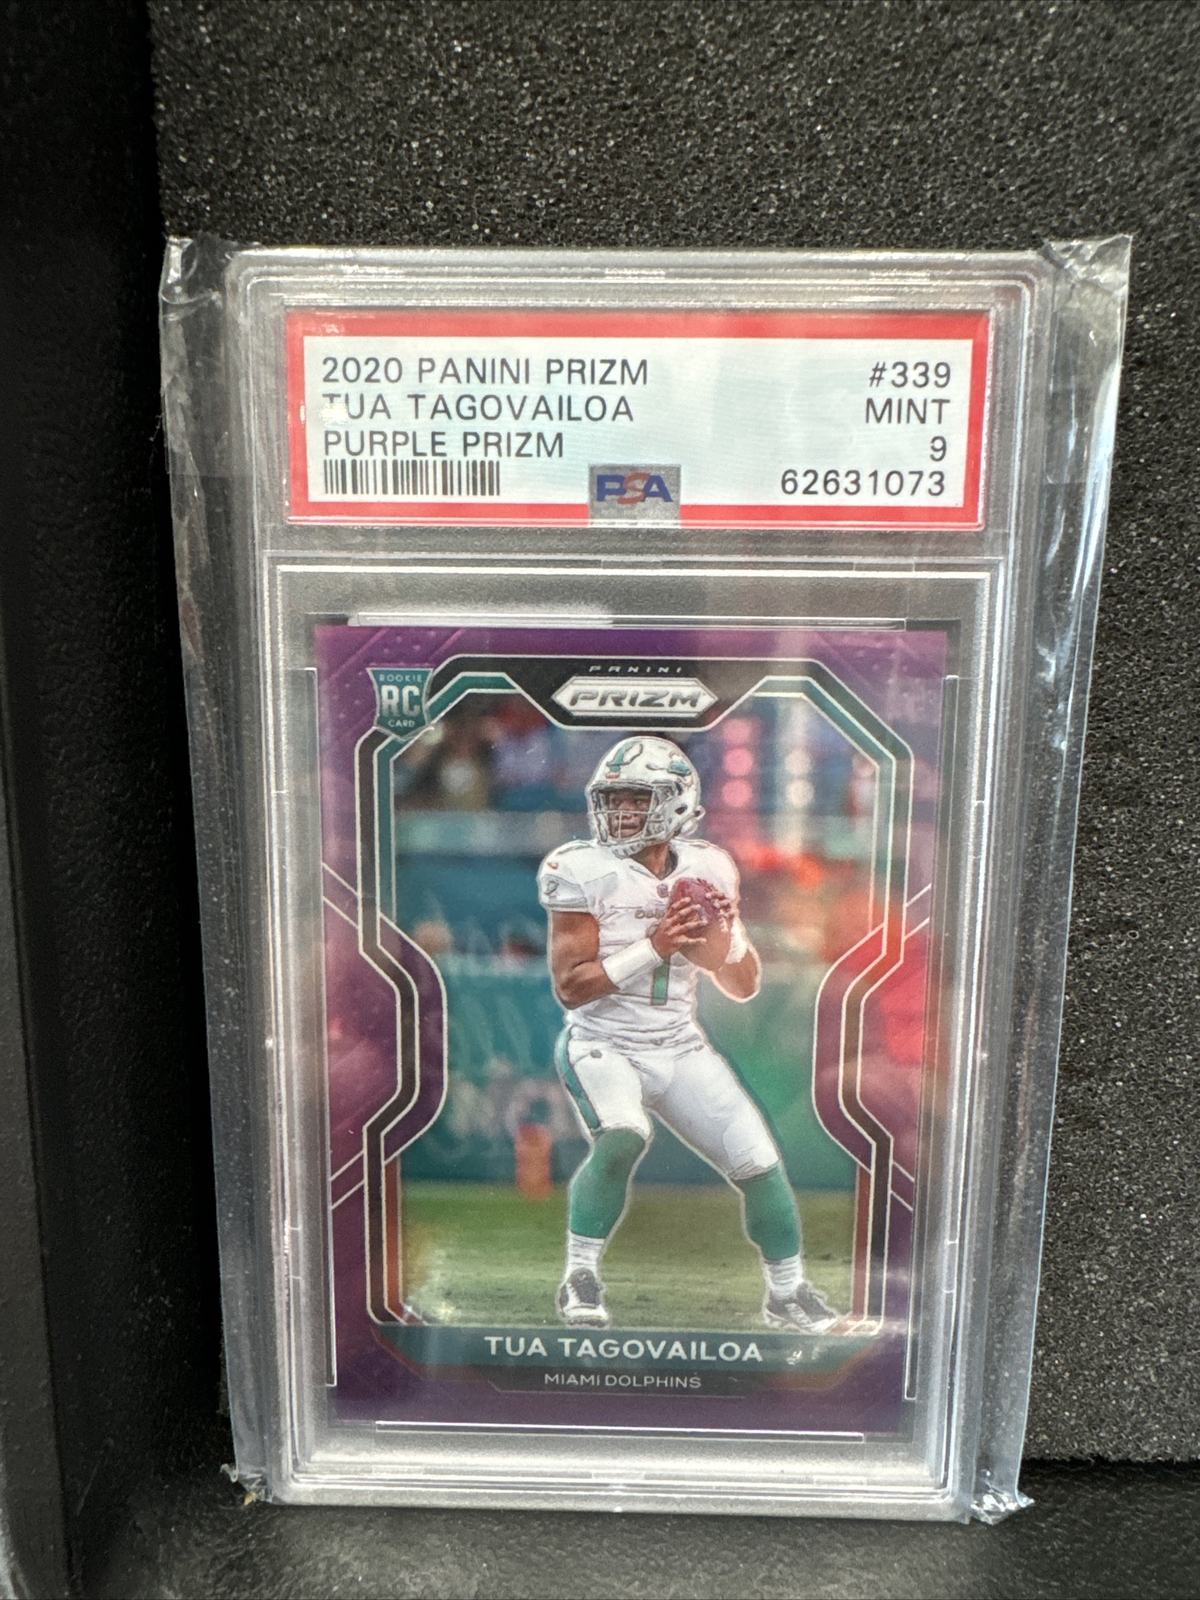 2020 PANINI PRIZM #339
TUA TAGOVAILOA MINT
PURPLE PRIZM 9
PSA 62631073
PANINI
PRIZM
ROOKIE
RC
CARD
1
TUA TAGOVAILOA
MIAMI DOLPHINS